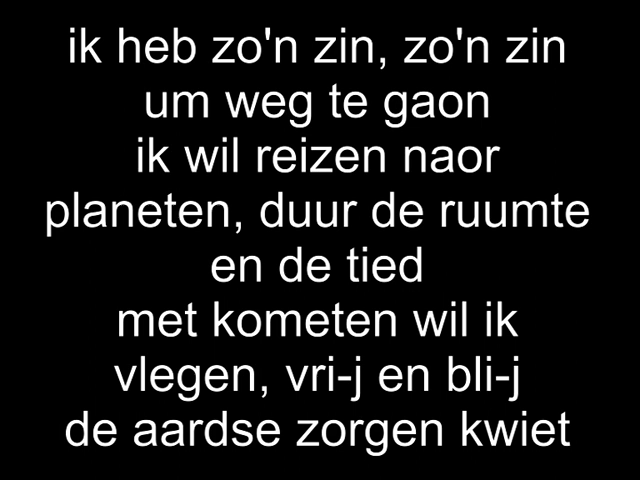 ik heb zo'n zin, zo'n zin
um weg te gaon
ik wil reizen naor
planeten, duur de ruumte
en de tied
met kometen wil ik
vlegen, vri-j en bli-j
de aardse zorgen kwiet